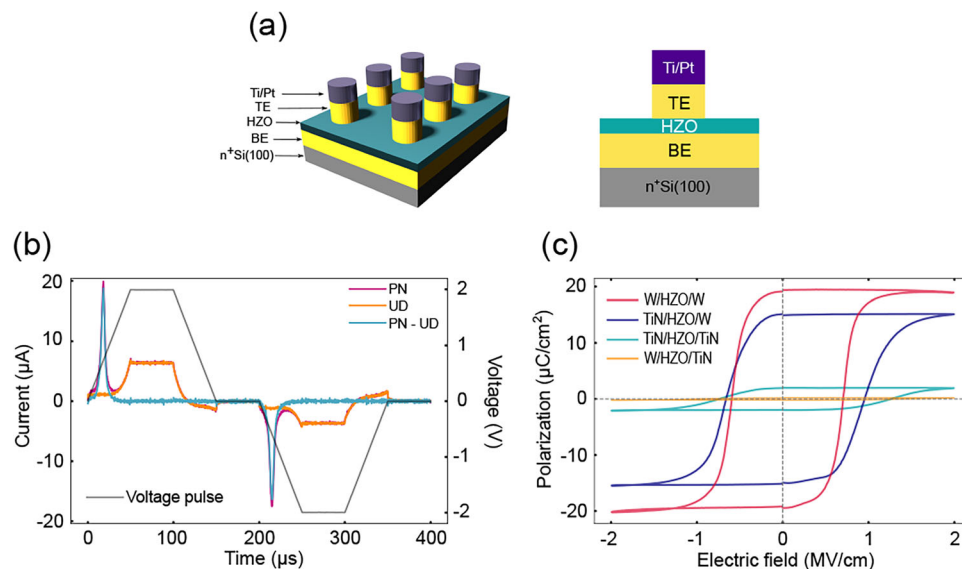 (a)
Ti/Pt
TE
HZO
BE
n⁺Si(100)
Ti/Pt
TE
HZO
BE
n⁺Si(100)
(b)
20
10
0
-10
-20
Current (µA)
PN
UD
PN - UD
Voltage pulse
2
1
0
-1
-2
Voltage (V)
0
100
200
300
400
Time (µs)
(c)
20
10
0
-10
-20
Polarization (µC/cm²)
W/HZO/W
TiN/HZO/W
TiN/HZO/TiN
W/HZO/TiN
-2
-1
0
1
2
Electric field (MV/cm)